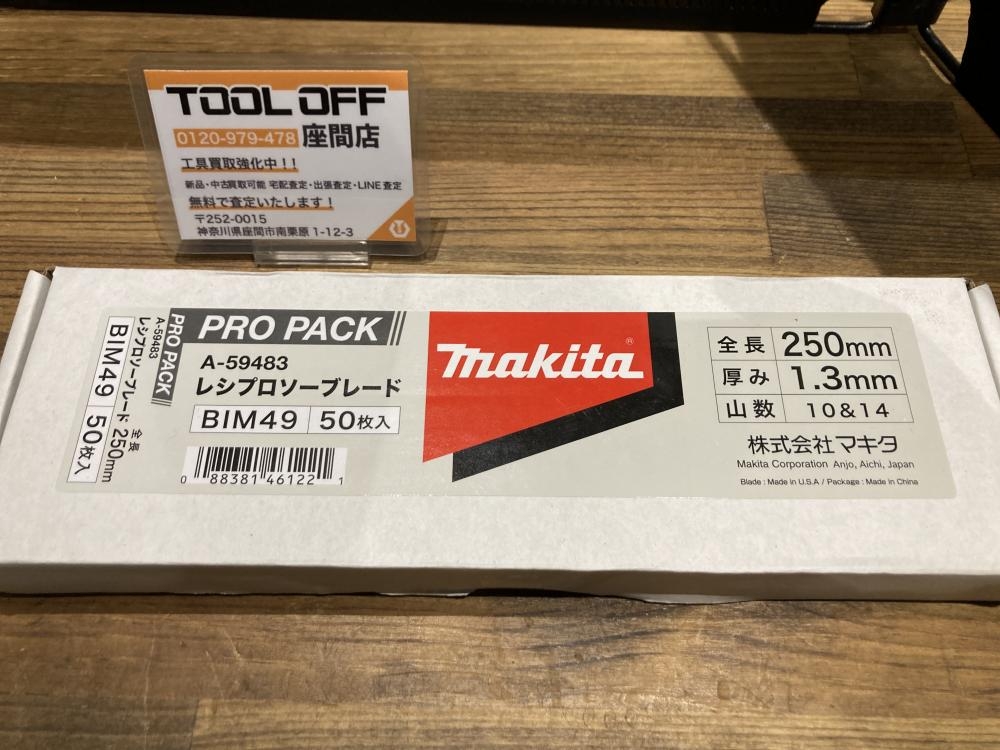 TOOL OFF
0120-979-478 座間店
工具買取強化中!!
新品・中古買取可能 宅配査定・出張査定・LINE査定
無料で査定いたします!
〒252-0015
神奈川県座間市南栗原1-12-3
PRO PACK
A-59483
レシプロソーブレード 全長 250mm
BIM49 50枚入
PRO PACK
A-59483
レシプロソーブレード
BIM49 50枚入
0 88381 46122 1
makita®
全長 250mm
厚み 1.3mm
山数 10&14
株式会社マキタ
Makita Corporation Anjo, Aichi, Japan
Blade : Made in U.S.A / Package : Made in China